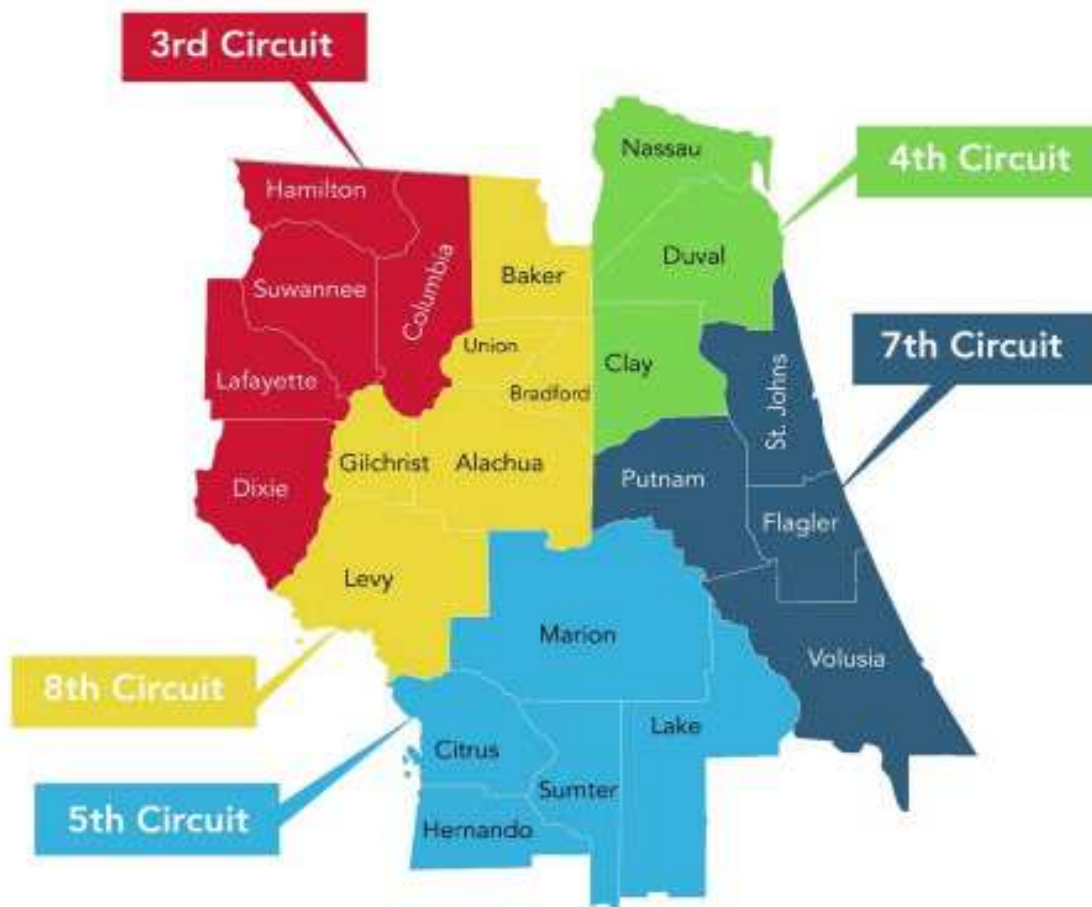 3rd Circuit
Nassau
4th Circuit
Hamilton
Duval
Baker
Columbia
Suwannee
Union
7th Circuit
Clay
Lafayette
Bradford
St. Johns
Gilchrist
Alachua
Putnam
Dixie
Flagler
Levy
Marion
Volusia
8th Circuit
Lake
Citrus
Sumter
5th Circuit
Hernando